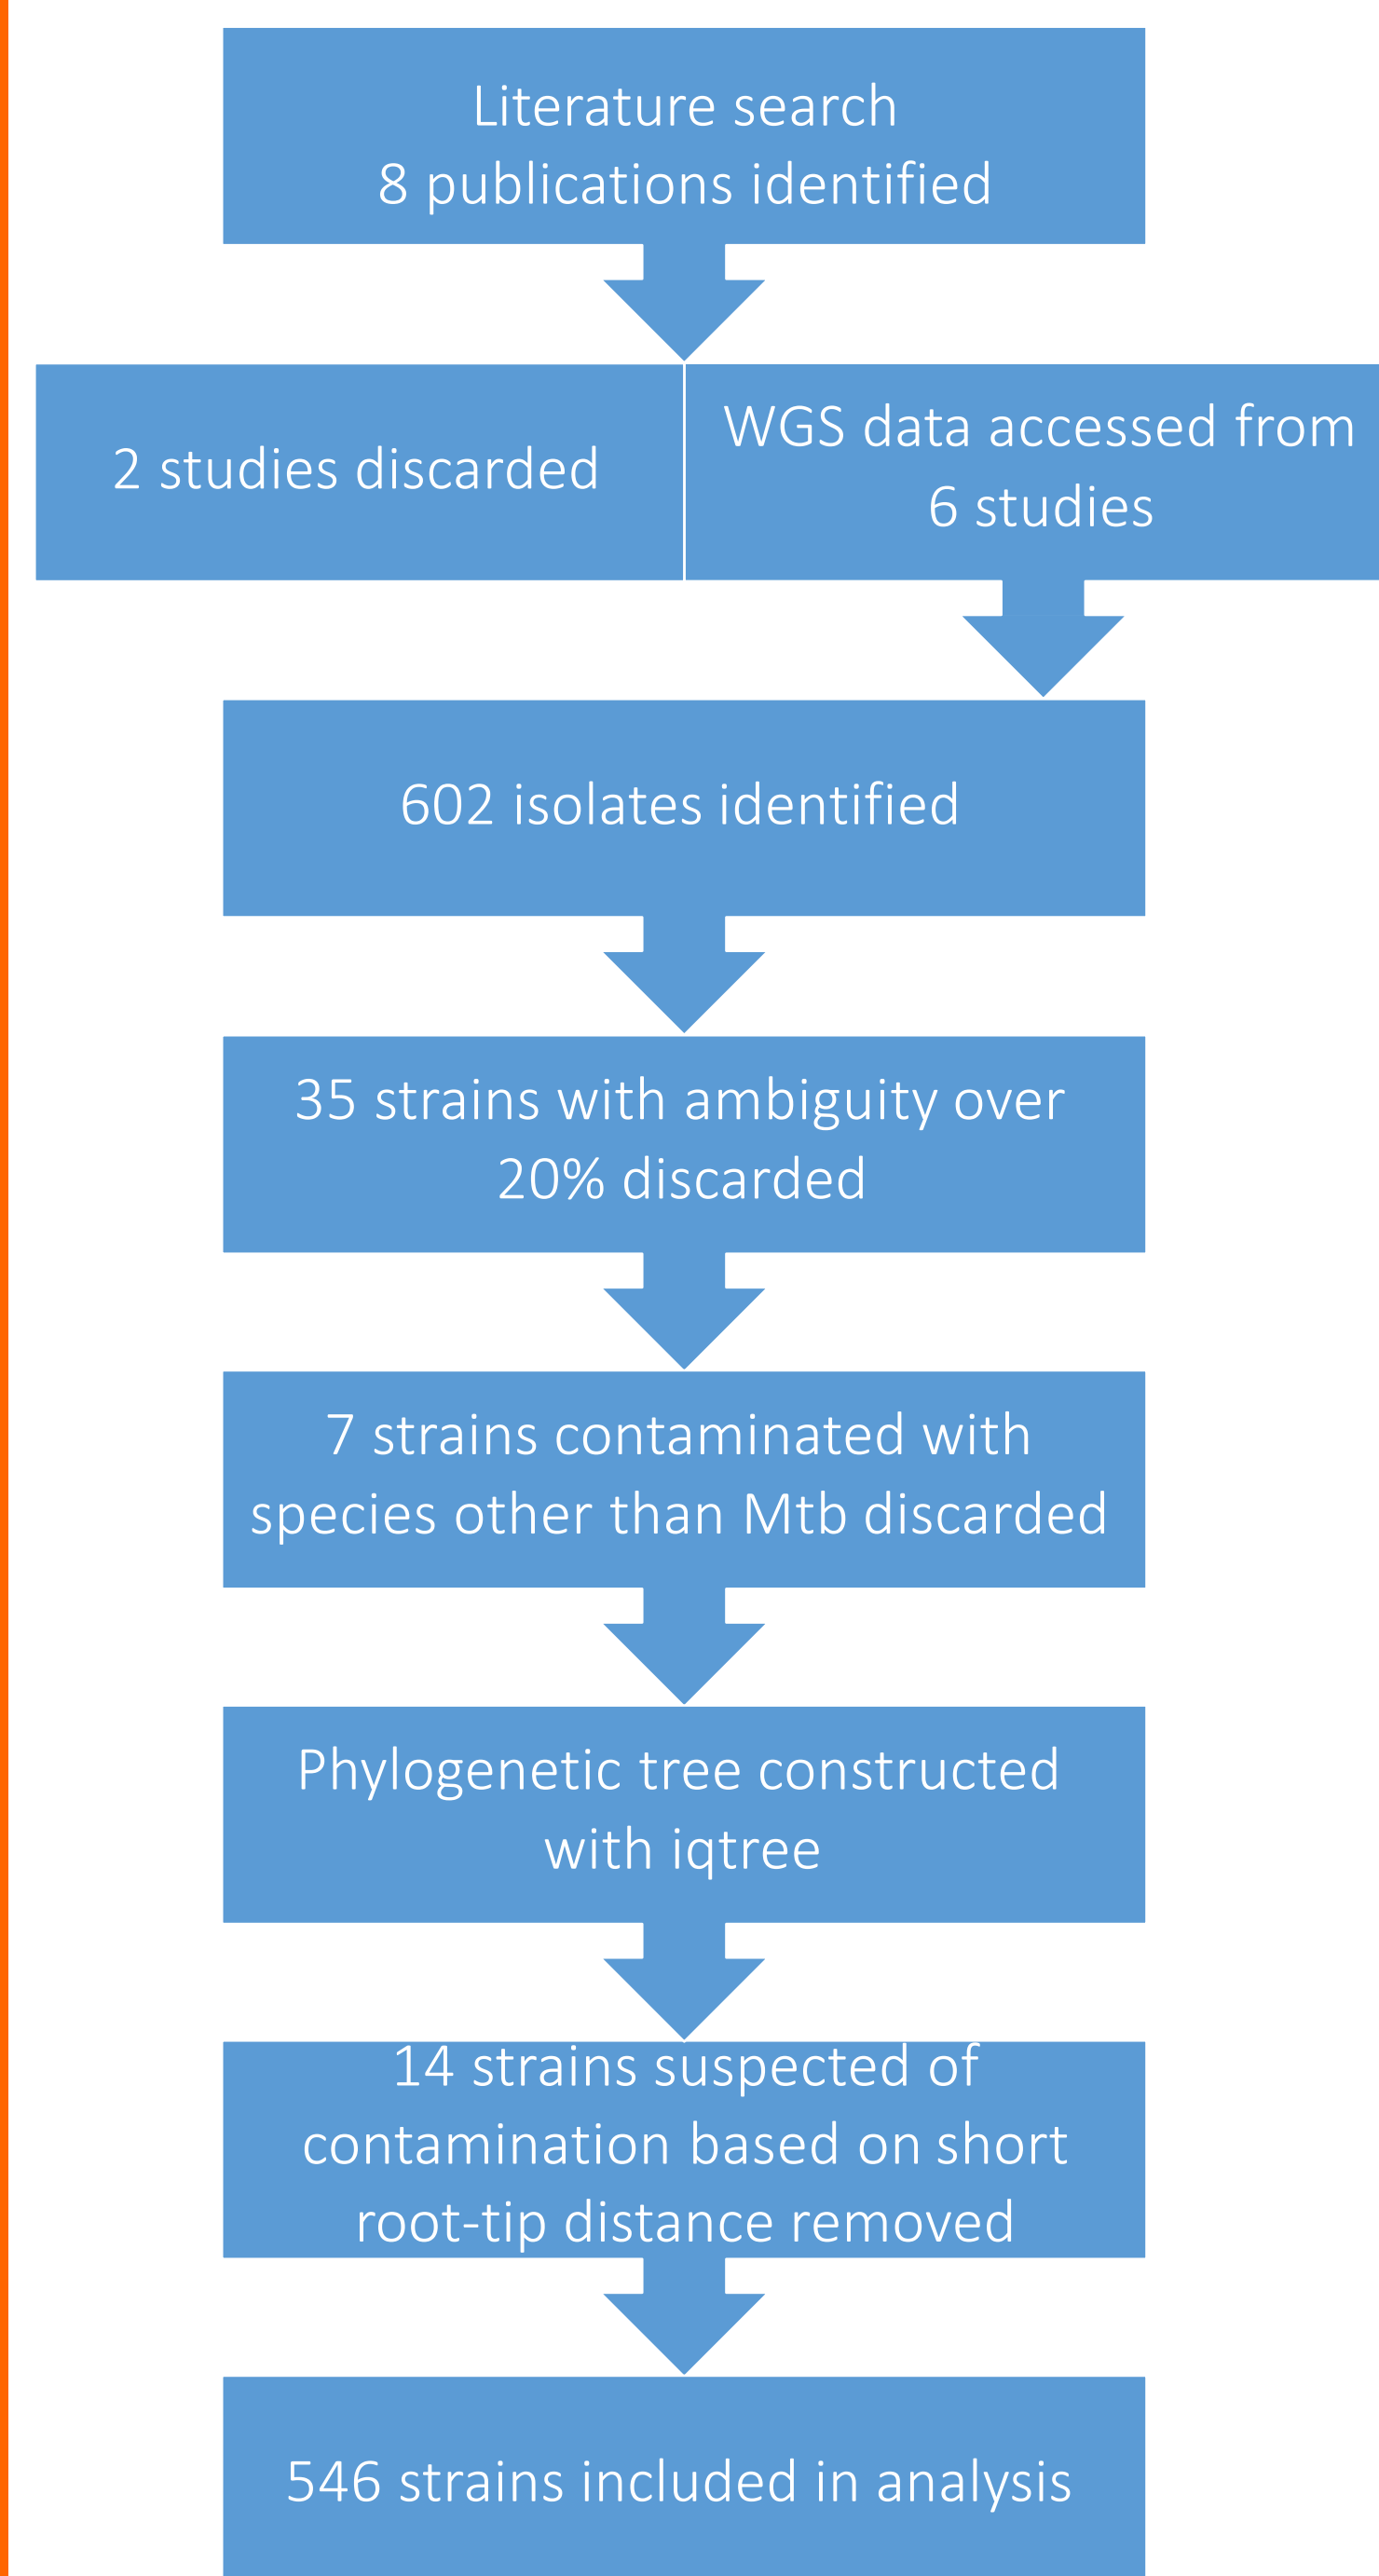 Literature search
8 publications identified
2 studies discarded
WGS data accessed from
6 studies
602 isolates identified
35 strains with ambiguity over
20% discarded
7 strains contaminated with
species other than Mtb discarded
Phylogenetic tree constructed
with iqtree
14 strains suspected of
contamination based on short
root-tip distance removed
546 strains included in analysis